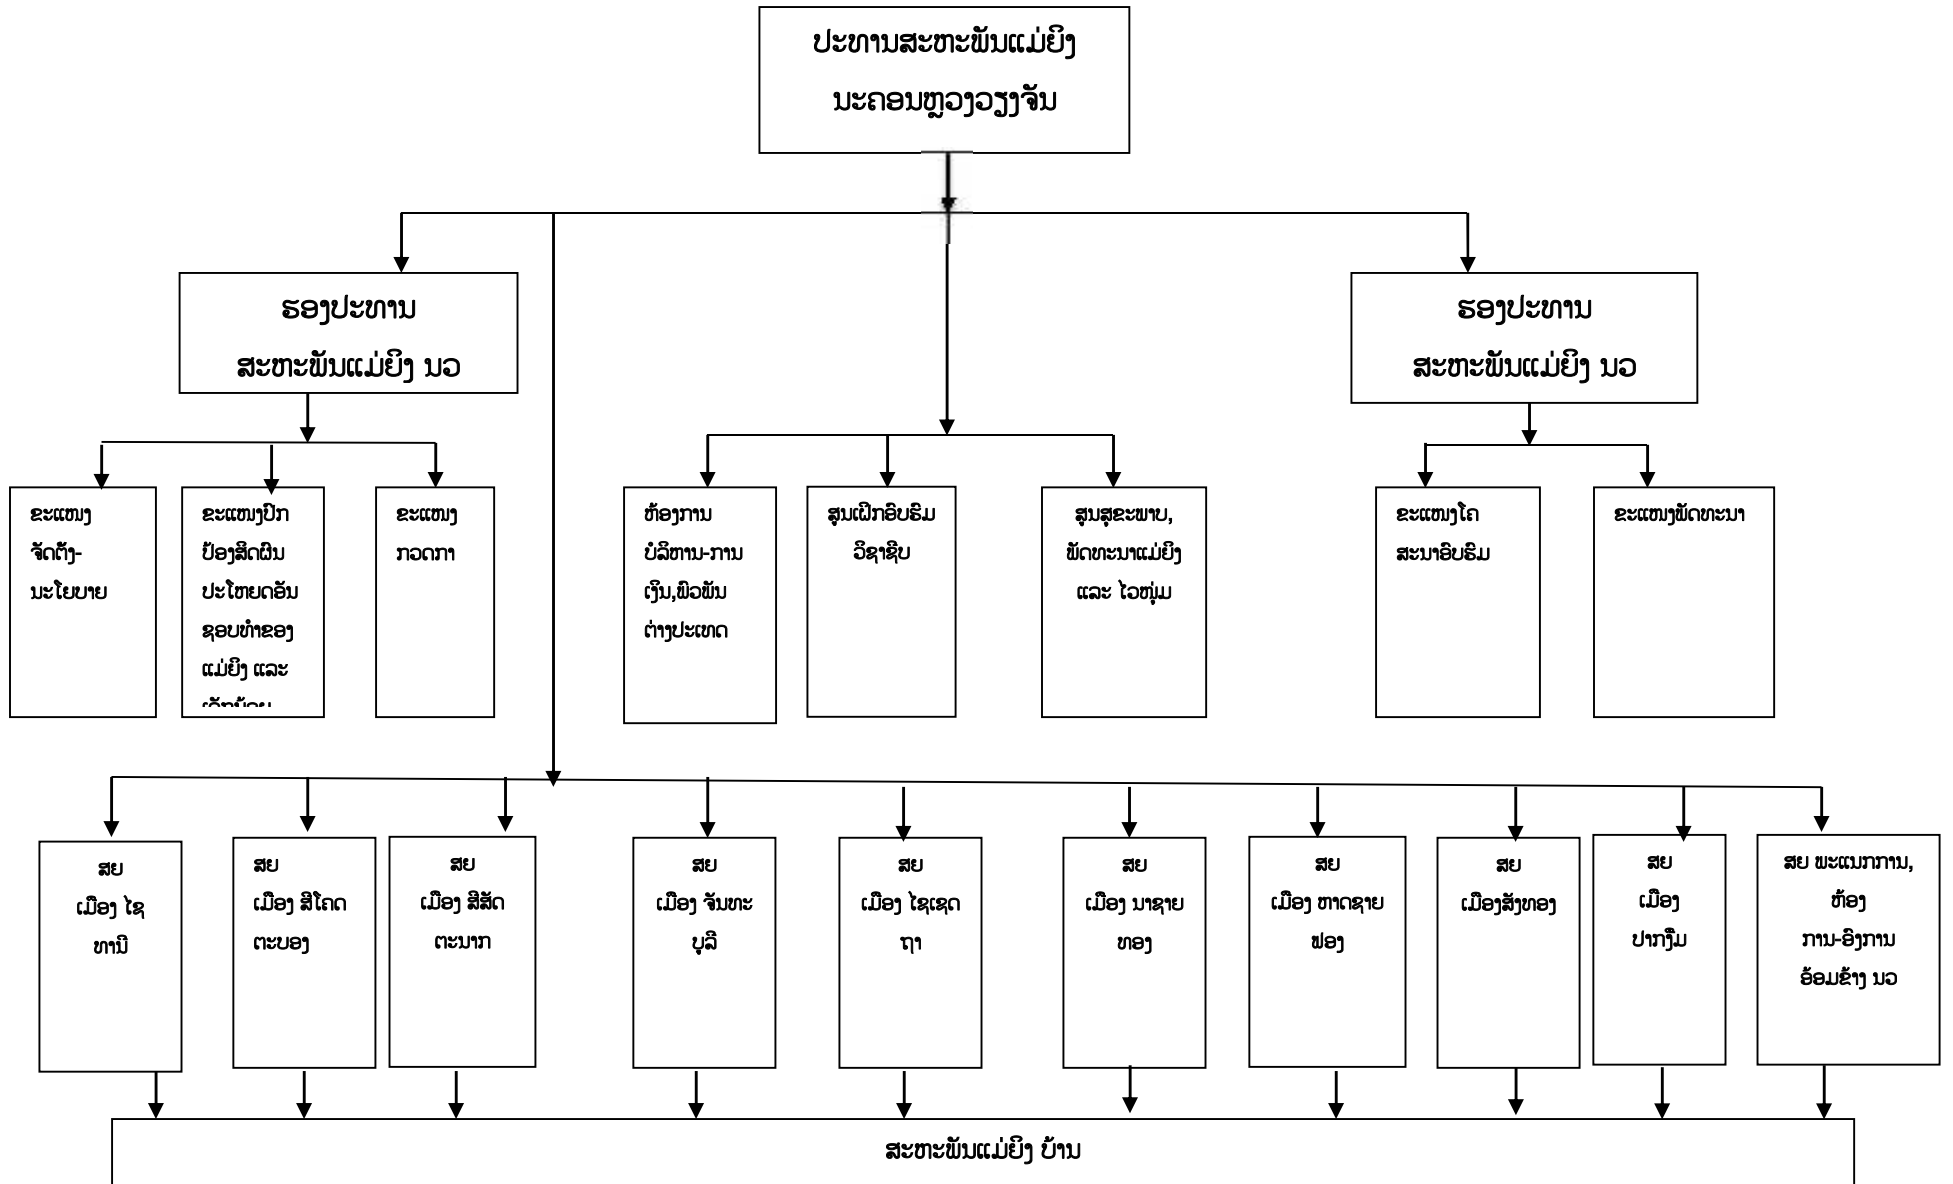 ປະທານສະຫະພັນແມ່ຍິງ
ນະຄອນຫຼວງວຽງຈັນ
ຮອງປະທານ
ສະຫະພັນແມ່ຍິງ ນວ
ຮອງປະທານ
ສະຫະພັນແມ່ຍິງ ນວ
ຂະແໜງ
ຈັດຕັ້ງ-
ນະໂຍບາຍ
ຂະແໜງປົກ
ປ້ອງສິດຜົນ
ປະໂຫຍດອັນ
ຊອບທຳຂອງ
ແມ່ຍິງ ແລະ
ຂະແໜງ
ກວດກາ
ຫ້ອງການ
ບໍລິຫານ-ການ
ເງິນ,ພົວພັນ
ຕ່າງປະເທດ
ສູນເຝິກອົບຮົມ
ວິຊາຊີບ
ສູນສຸຂະພາບ,
ພັດທະນາແມ່ຍິງ
ແລະ ໄວໜຸ່ມ
ຂະແໜງໂຄ
ສະນາອົບຮົມ
ຂະແໜງພັດທະນາ
ສຍ
ເມືອງ ໄຊ
ທານີ
ສຍ
ເມືອງ ສີໂຄດ
ຕະບອງ
ສຍ
ເມືອງ ສີສັດ
ຕະນາກ
ສຍ
ເມືອງ ຈັນທະ
ບູລີ
ສຍ
ເມືອງ ໄຊເຊດ
ຖາ
ສຍ
ເມືອງ ນາຊາຍ
ທອງ
ສຍ
ເມືອງ ຫາດຊາຍ
ຟອງ
ສຍ
ເມືອງສັງທອງ
ສຍ
ເມືອງ
ປາກງື່ມ
ສຍ ພະແນກການ,
ຫ້ອງ
ການ-ອົງການ
ອ້ອມຂ້າງ ນວ
ສະຫະພັນແມ່ຍິງ ບ້ານ